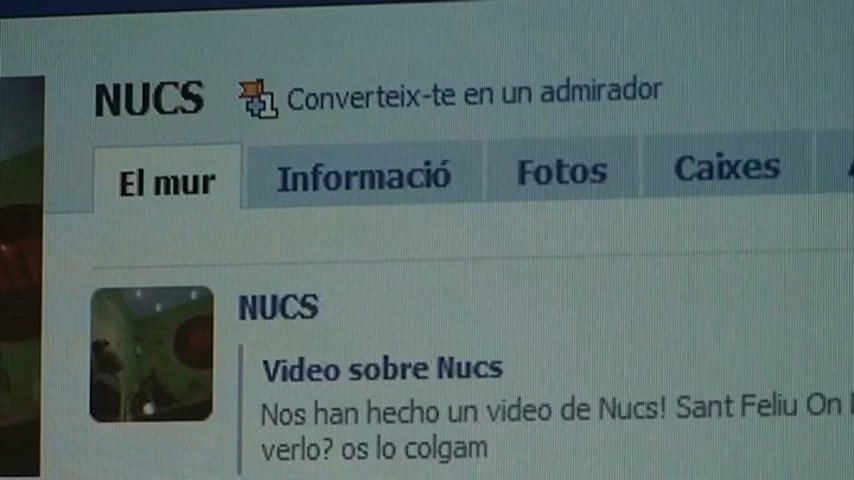 NUCS Converteix-te en un admirador
El mur Informació Fotos Caixes
NUCS
Video sobre Nucs
Nos han hecho un video de Nucs! Sant Feliu On
verlo? os lo colgam